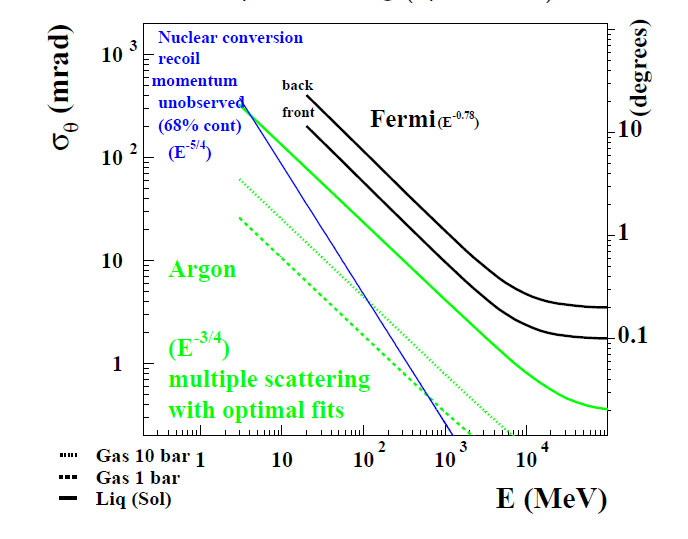 Nuclear conversion
recoil
momentum
unobserved
(68% cont)
(E^-5/4)
back
front
Fermi (E^-0.78)
Argon
(E^-3/4)
multiple scattering
with optimal fits
σθ (mrad)
10^3
10^2
10
1
(degrees)
10
1
0.1
1 10 10^2 10^3 10^4
E (MeV)
Gas 10 bar
Gas 1 bar
Liq (Sol)